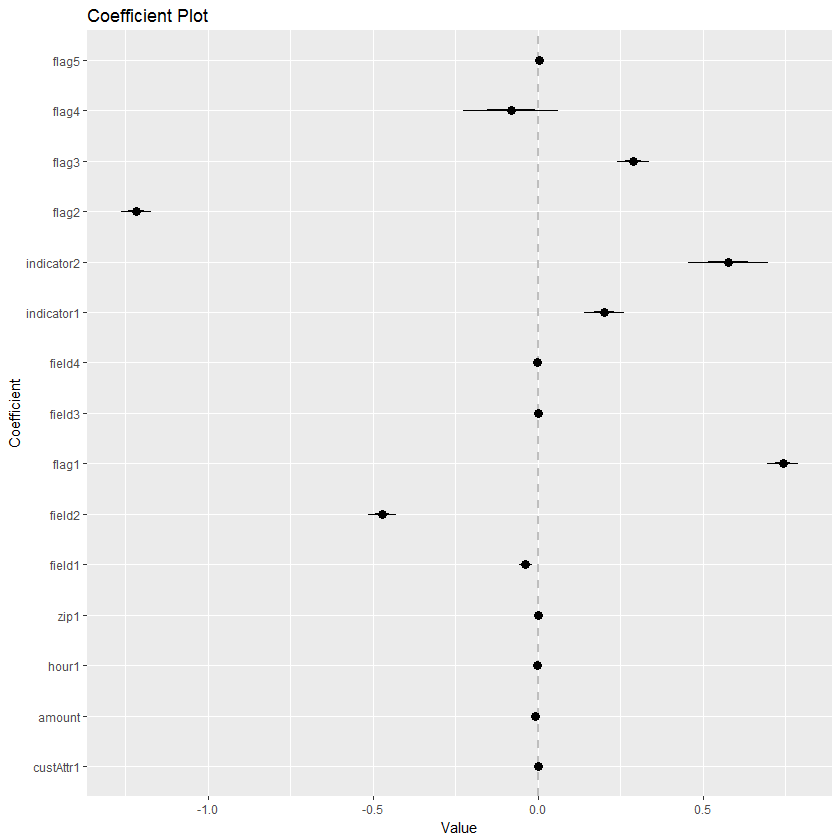 Coefficient Plot
flag5
flag4
flag3
flag2
indicator2
indicator1
field4
field3
flag1
field2
field1
zip1
hour1
amount
custAttr1
Coefficient
-1.0
-0.5
0.0
0.5
Value